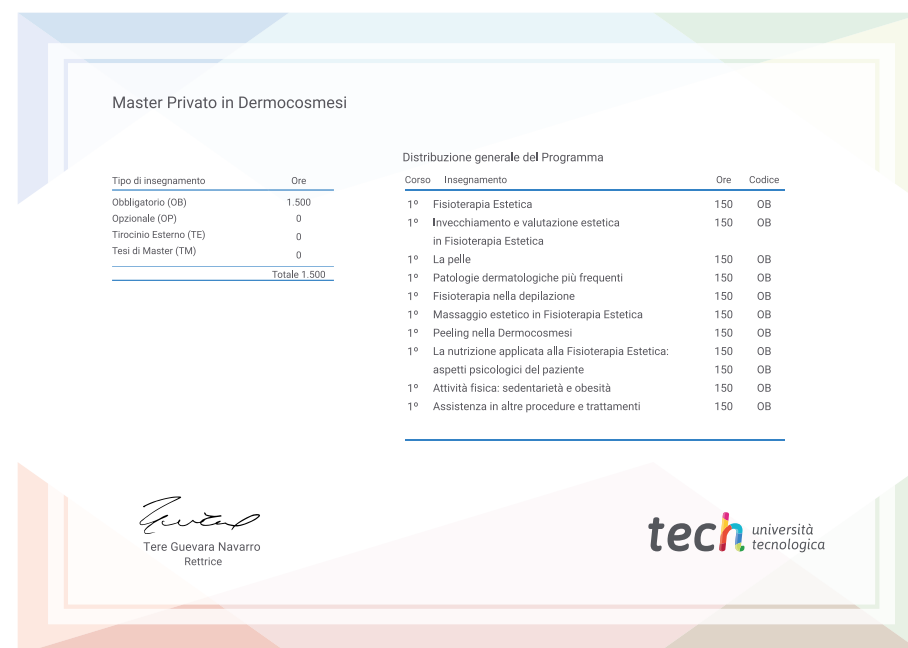 Master Privato in Dermocosmesi
Tipo di insegnamento Ore
Obbligatorio (OB) 1.500
Opzionale (OP) 0
Tirocinio Esterno (TE) 0
Tesi di Master (TM) 0
Totale 1.500
Distribuzione generale del Programma
Corso Insegnamento Ore Codice
1º Fisioterapia Estetica 150 OB
1º Invecchiamento e valutazione estetica 150 OB
in Fisioterapia Estetica
1º La pelle 150 OB
1º Patologie dermatologiche più frequenti 150 OB
1º Fisioterapia nella depilazione 150 OB
1º Massaggio estetico in Fisioterapia Estetica 150 OB
1º Peeling nella Dermocosmesi 150 OB
1º La nutrizione applicata alla Fisioterapia Estetica: 150 OB
aspetti psicologici del paziente 150 OB
1º Attività fisica: sedentarietà e obesità 150 OB
1º Assistenza in altre procedure e trattamenti 150 OB
Tere Guevara Navarro
Rettrice
tech università
tecnologica